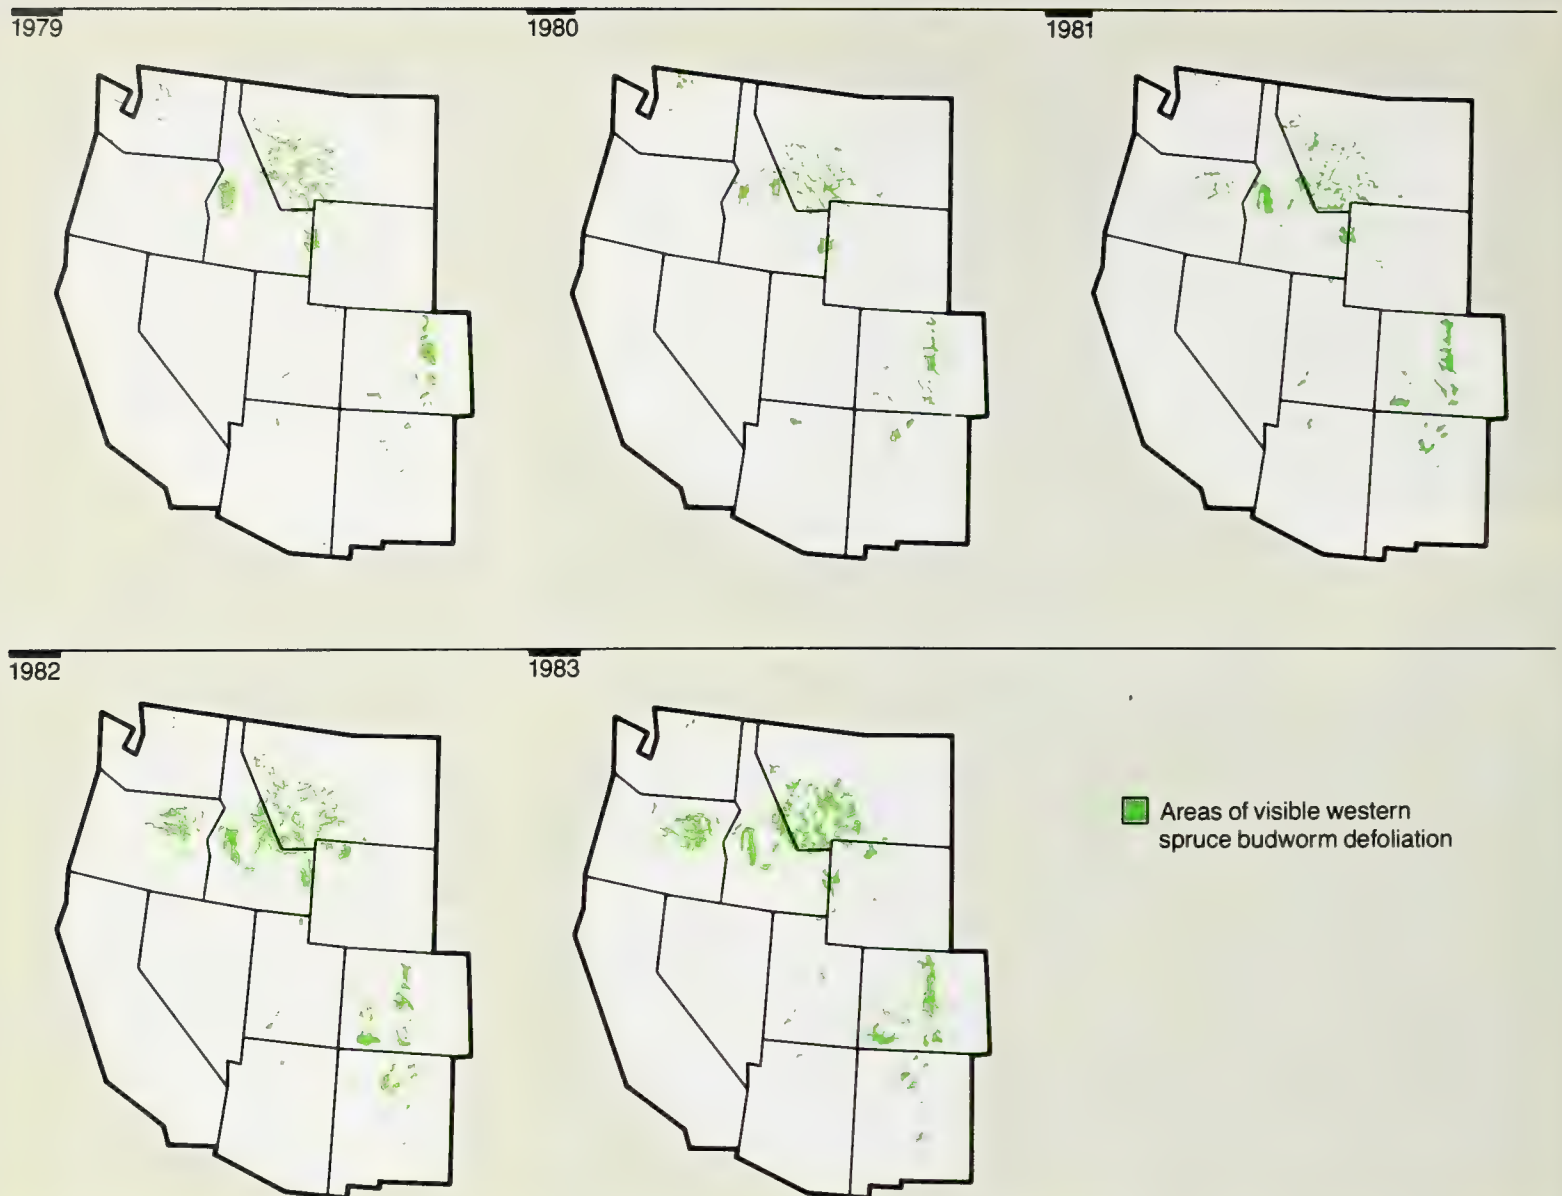 1979
1980
1981
1982
1983
Areas of visible western
spruce budworm defoliation